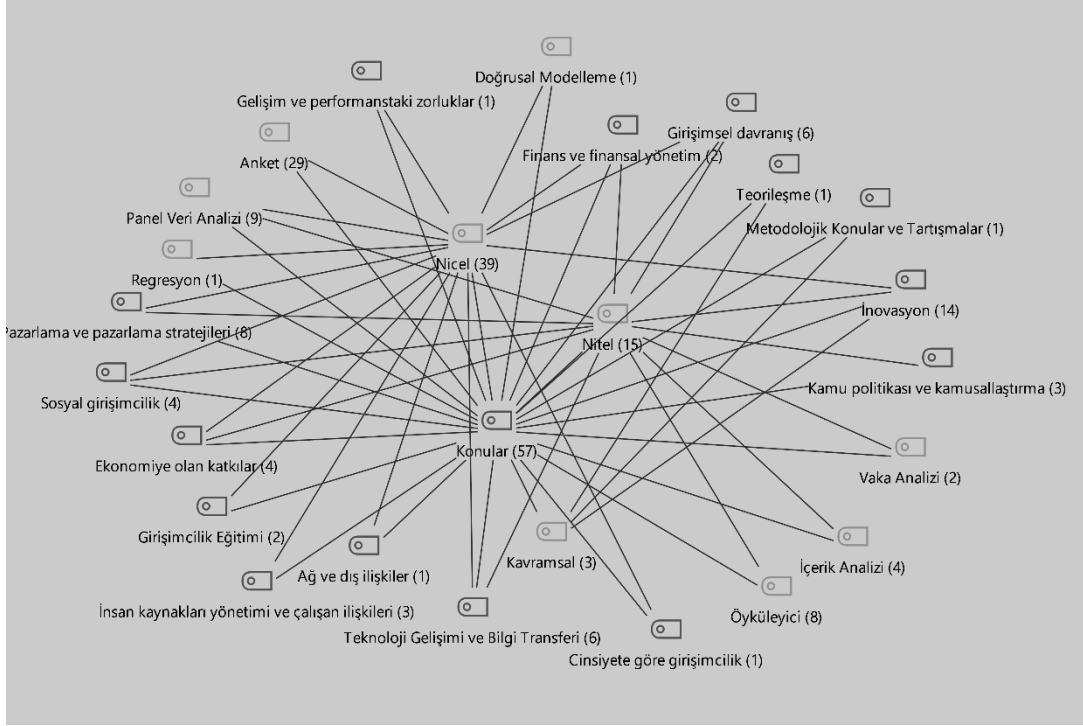 Doğrusal Modelleme (1)
Gelişim ve performanstaki zorluklar (1)
Girişimsel davranış (6)
Anket (29)
Finans ve finansal yönetim (2)
Teorileşme (1)
Panel Veri Analizi (9)
Metodolojik Konular ve Tartışmalar (1)
Nicel (39)
Regresyon (1)
İnovasyon (14)
Pazarlama ve pazarlama stratejileri (8)
Nitel (15)
Kamu politikası ve kamusallaştırma (3)
Sosyal girişimcilik (4)
Konular (57)
Ekonomiye olan katkılar (4)
Vaka Analizi (2)
Girişimcilik Eğitimi (2)
Kavramsal (3)
İçerik Analizi (4)
Ağ ve dış ilişkiler (1)
İnsan kaynakları yönetimi ve çalışan ilişkileri (3)
Öyküleyici (8)
Teknoloji Gelişimi ve Bilgi Transferi (6)
Cinsiyete göre girişimcilik (1)